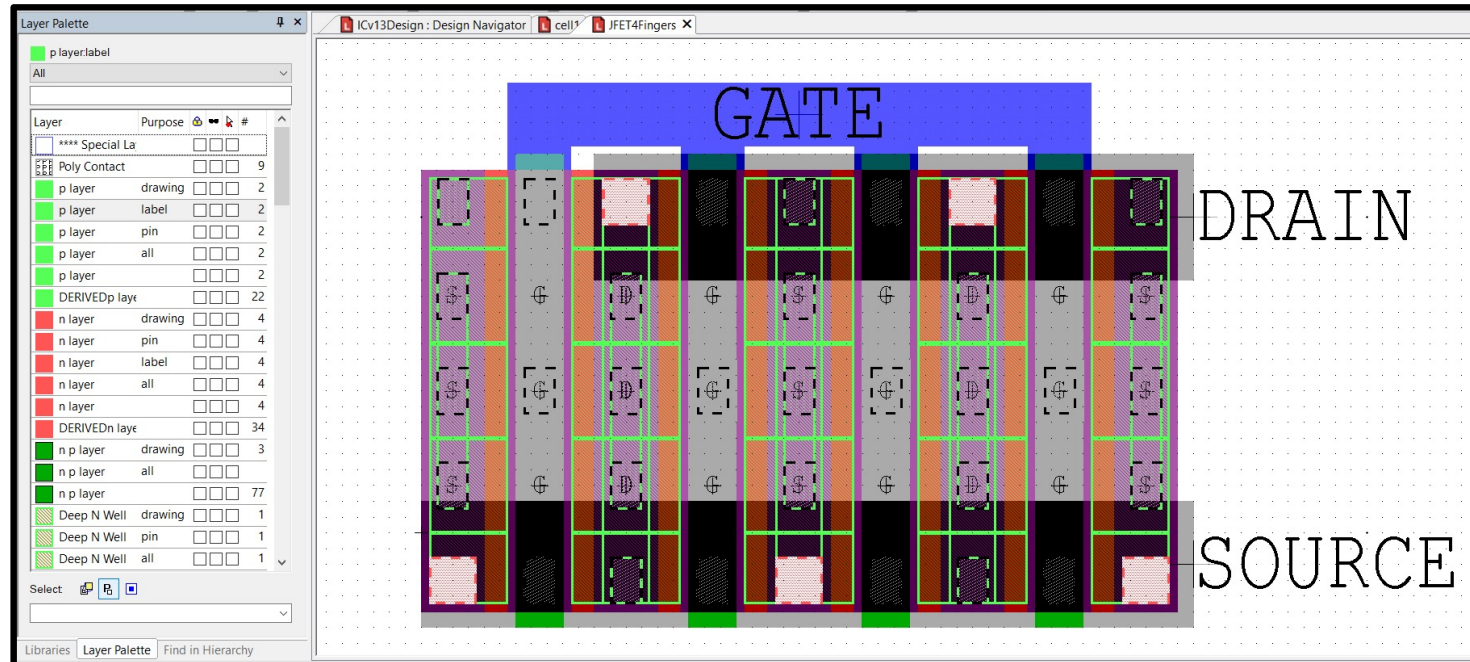 Layer Palette
ICv13Design : Design Navigator
cell1
JFET4Fingers
p layer:label
All
Layer Purpose #
**** Special La
Poly Contact 9
p layer drawing 2
p layer label 2
p layer pin 2
p layer all 2
p layer 2
DERIVEDp laye 22
n layer drawing 4
n layer pin 4
n layer label 4
n layer all 4
n layer 4
DERIVEDn laye 34
n p layer drawing 3
n p layer all
n p layer 77
Deep N Well drawing 1
Deep N Well pin 1
Deep N Well all 1
Select
Libraries Layer Palette Find in Hierarchy
GATE
DRAIN
S G D G S G D G S
S G D G S G D G S
S G D G S G D G S
SOURCE